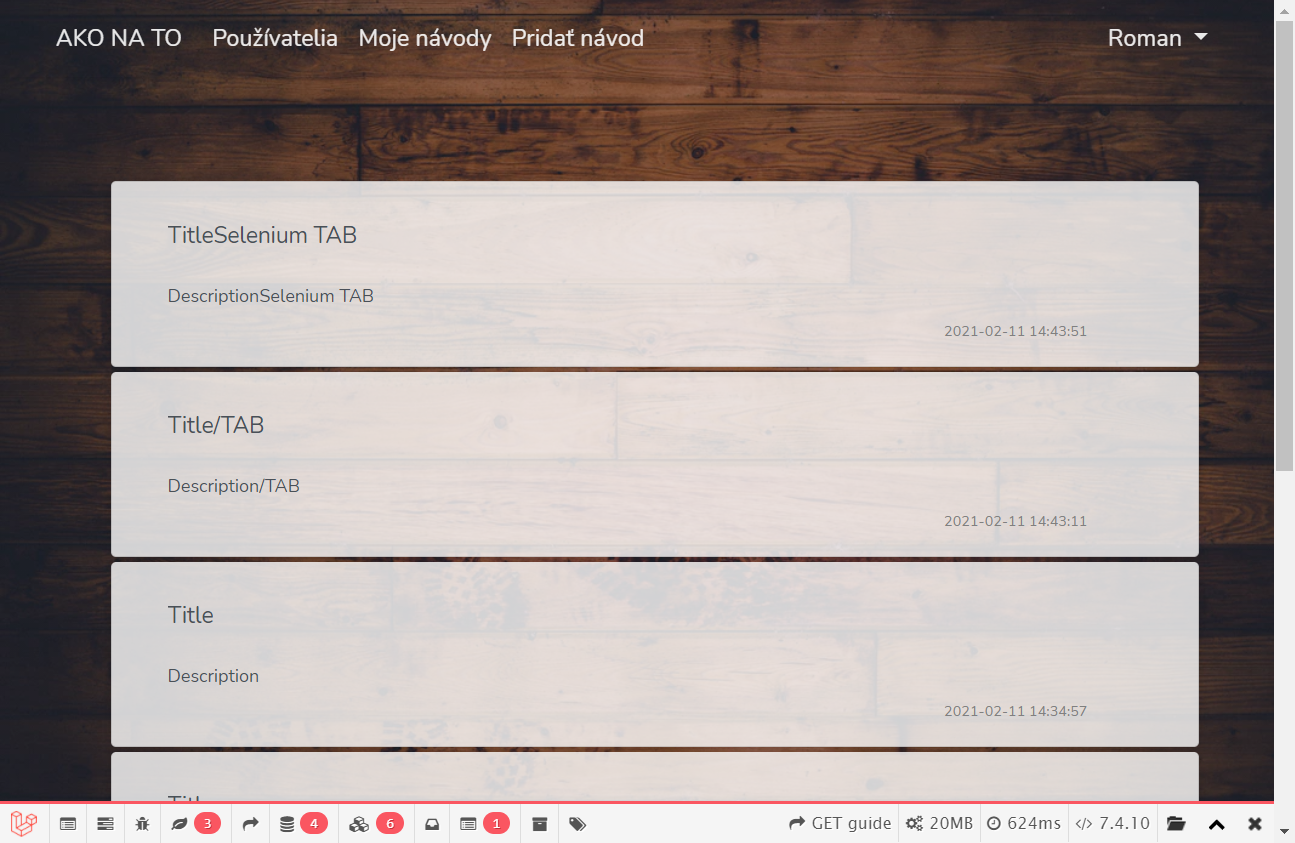 AKO NA TO Používatelia Moje návody Pridať návod Roman
TitleSelenium TAB
DescriptionSelenium TAB
2021-02-11 14:43:51
Title/TAB
Description/TAB
2021-02-11 14:43:11
Title
Description
2021-02-11 14:34:57
3 4 6 1 GET guide 20MB 624ms 7.4.10